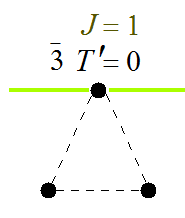 J = 1
3̄ T′= 0